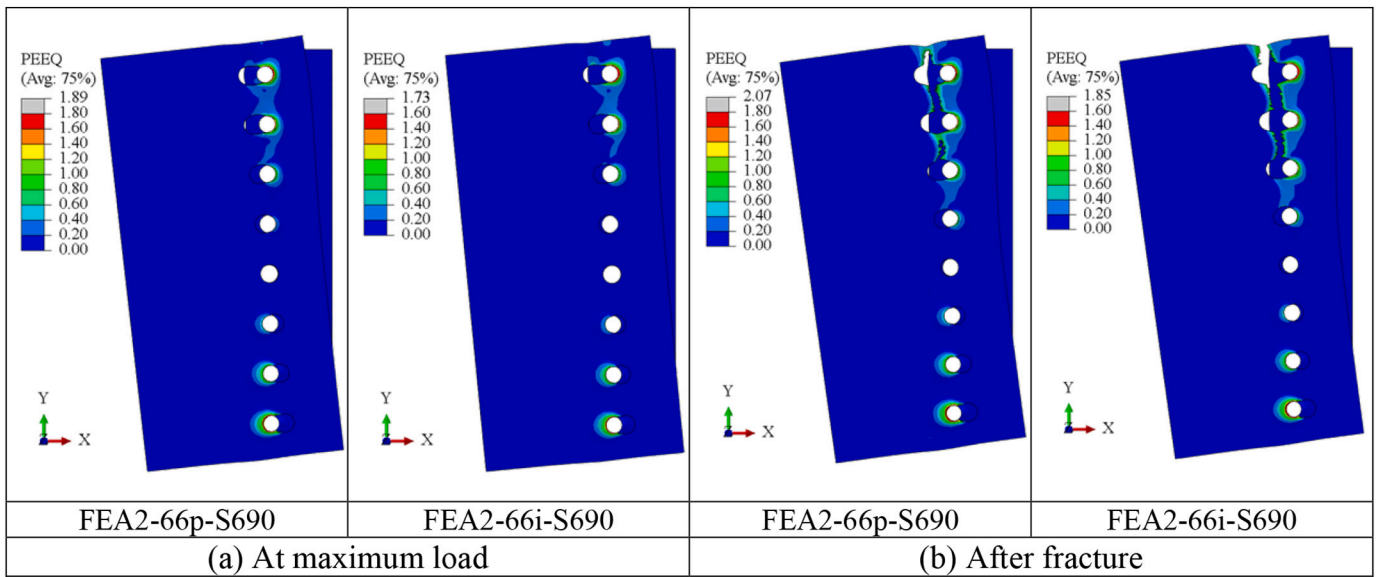 PEEQ
(Avg: 75%)
1.89
1.80
1.60
1.40
1.20
1.00
0.80
0.60
0.40
0.20
0.00
Y
X
PEEQ
(Avg: 75%)
1.73
1.60
1.40
1.20
1.00
0.80
0.60
0.40
0.20
0.00
Y
X
PEEQ
(Avg: 75%)
2.07
1.80
1.60
1.40
1.20
1.00
0.80
0.60
0.40
0.20
0.00
Y
X
PEEQ
(Avg: 75%)
1.85
1.60
1.40
1.20
1.00
0.80
0.60
0.40
0.20
0.00
Y
X
FEA2-66p-S690
FEA2-66i-S690
FEA2-66p-S690
FEA2-66i-S690
(a) At maximum load
(b) After fracture